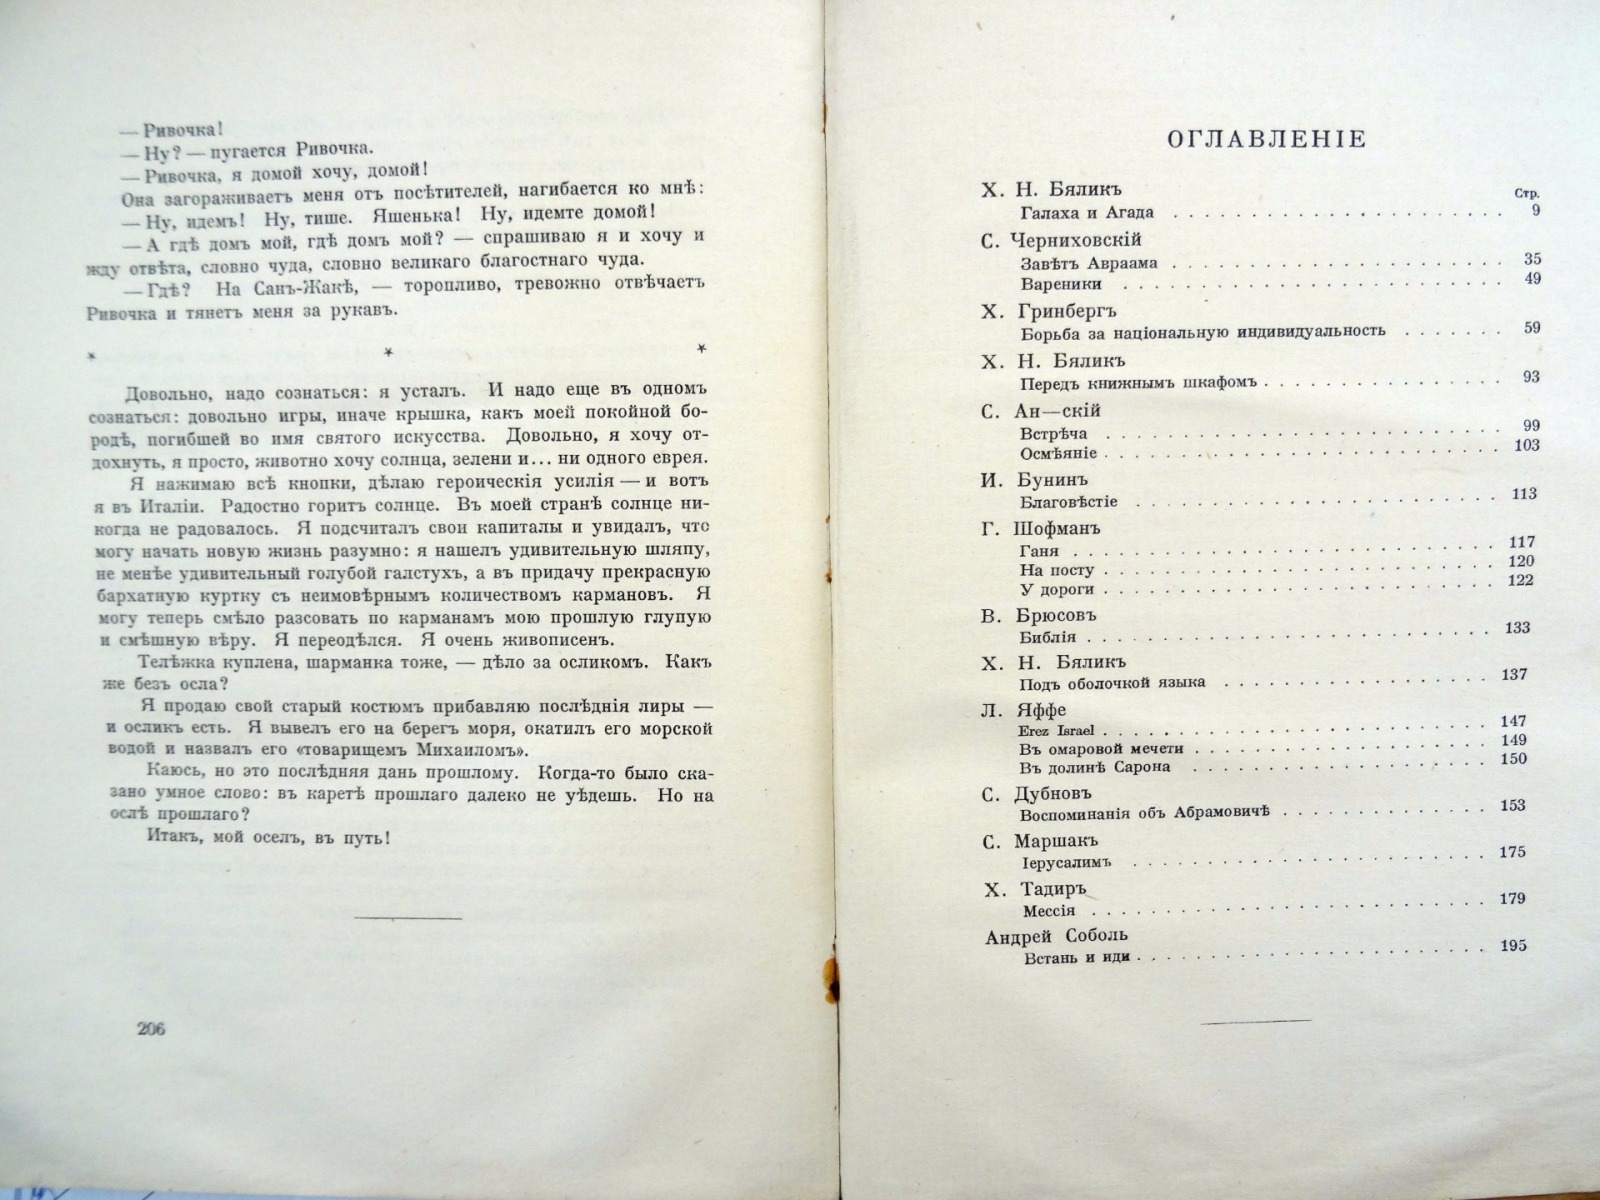 — Ривочка!
— Ну? — пугается Ривочка.
— Ривочка, я домой хочу, домой!
Она загораживаетъ меня отъ посѣтителей, нагибается ко мнѣ:
— Ну, идемъ! Ну, тише. Яшенька! Ну, идемте домой!
— А гдѣ домъ мой, гдѣ домъ мой? — спрашиваю я и хочу и
жду отвѣта, словно чуда, словно великаго благостнаго чуда.
— Гдѣ? На Санъ-Жакѣ, — торопливо, тревожно отвѣчаетъ
Ривочка и тянетъ меня за рукавъ.
* * *
Довольно, надо сознаться: я усталъ. И надо еще въ одномъ
сознаться: довольно игры, иначе крышка, какъ моей покойной бо-
родѣ, погибшей во имя святого искусства. Довольно, я хочу от-
дохнуть, я просто, животно хочу солнца, зелени и... ни одного еврея.
Я нажимаю всѣ кнопки, дѣлаю героическія усилія — и вотъ
я въ Италіи. Радостно горитъ солнце. Въ моей странѣ солнце ни-
когда не радовалось. Я подсчиталъ свои капиталы и увидалъ, что
могу начать новую жизнь разумно: я нашелъ удивительную шляпу,
не менѣе удивительный голубой галстухъ, а въ придачу прекрасную
бархатную куртку съ неимовѣрнымъ количествомъ кармановъ. Я
могу теперь смѣло разсовать по карманамъ мою прошлую глупую
и смѣшную вѣру. Я переодѣлся. Я очень живописенъ.
Телѣжка куплена, шарманка тоже, — дѣло за осликомъ. Какъ
же безъ осла?
Я продаю свой старый костюмъ прибавляю послѣднія лиры —
и осликъ есть. Я вывелъ его на берегъ моря, окатилъ его морской
водой и назвалъ его «товарищемъ Михаиломъ».
Каюсь, но это послѣдняя дань прошлому. Когда-то было ска-
зано умное слово: въ каретѣ прошлаго далеко не уѣдешь. Но на
ослѣ прошлаго?
Итакъ, мой оселъ, въ путь!
206
ОГЛАВЛЕНІЕ
Стр.
Х. Н. Бяликъ
Галаха и Агада . . . . . 9
С. Черниховскій
Завѣтъ Авраама . . . . . 35
Вареники . . . . . 49
Х. Гринбергъ
Борьба за національную индивидуальность . . . . . 59
Х. Н. Бяликъ
Передъ книжнымъ шкафомъ . . . . . 93
С. Ан—скій
Встрѣча . . . . . 99
Осмѣяніе . . . . . 103
И. Бунинъ
Благовѣстіе . . . . . 113
Г. Шофманъ
Ганя . . . . . 117
На посту . . . . . 120
У дороги . . . . . 122
В. Брюсовъ
Библія . . . . . 133
Х. Н. Бяликъ
Подъ оболочкой языка . . . . . 137
Л. Яффе
Erez Israel . . . . . 147
Въ омаровой мечети . . . . . 149
Въ долинѣ Сарона . . . . . 150
С. Дубновъ
Воспоминанія объ Абрамовичѣ . . . . . 153
С. Маршакъ
Іерусалимъ . . . . . 175
Х. Тадиръ
Мессія . . . . . 179
Андрей Соболь
Встань и иди . . . . . 195